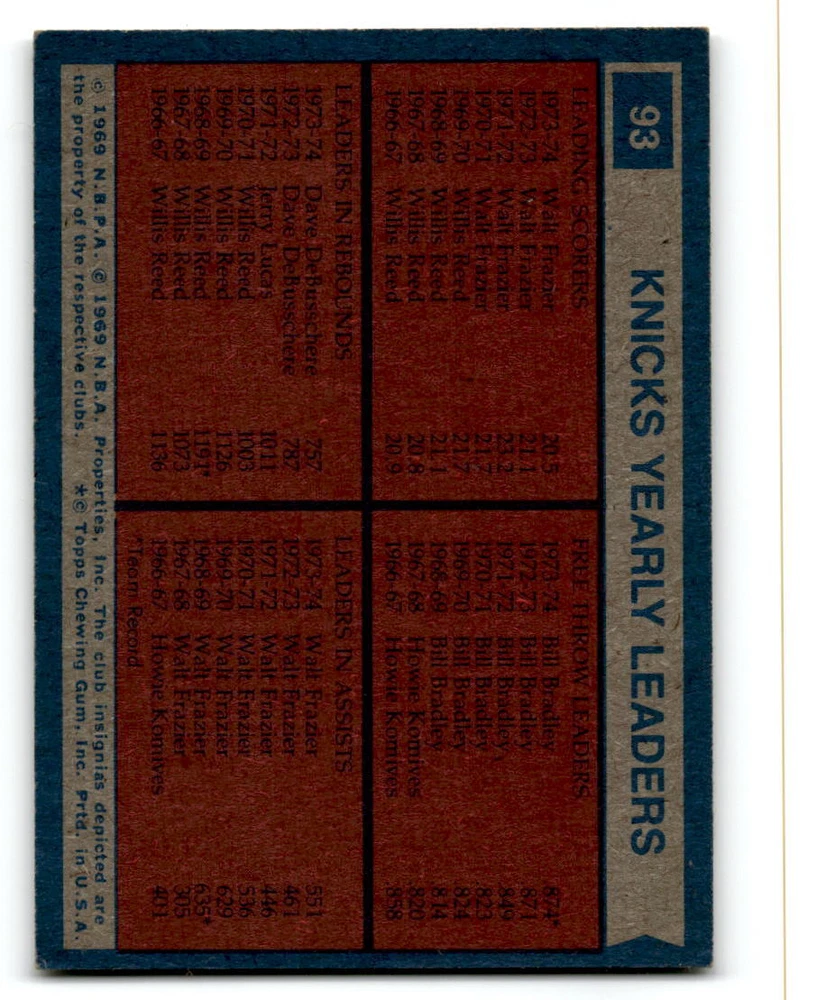 93 KNICKS YEARLY LEADERS
LEADING SCORERS
1973-74 Walt Frazier 20.5
1972-73 Walt Frazier 21.1
1971-72 Walt Frazier 23.2
1970-71 Walt Frazier 21.7
1969-70 Willis Reed 21.7
1968-69 Willis Reed 21.1
1967-68 Willis Reed 20.8
1966-67 Willis Reed 20.9
FREE THROW LEADERS
1973-74 Bill Bradley .874*
1972-73 Bill Bradley .871
1971-72 Bill Bradley .849
1970-71 Bill Bradley .823
1969-70 Bill Bradley .824
1968-69 Bill Bradley .814
1967-68 Howie Komives .820
1966-67 Howie Komives .858
LEADERS IN REBOUNDS
1973-74 Dave DeBusschere 757
1972-73 Dave DeBusschere 787
1971-72 Jerry Lucas 1011
1970-71 Willis Reed 1003
1969-70 Willis Reed 1126
1968-69 Willis Reed 1191*
1967-68 Willis Reed 1073
1966-67 Willis Reed 1136
LEADERS IN ASSISTS
1973-74 Walt Frazier 551
1972-73 Walt Frazier 461
1971-72 Walt Frazier 446
1970-71 Walt Frazier 536
1969-70 Walt Frazier 629
1968-69 Walt Frazier 635*
1967-68 Walt Frazier 305
1966-67 Howie Komives 401
*Team Record
© 1969 N.B.P.A. © 1969 N.B.A. Properties, Inc. The club insignias depicted are
the property of the respective clubs. *© Topps Chewing Gum, Inc. Prtd. in U.S.A.